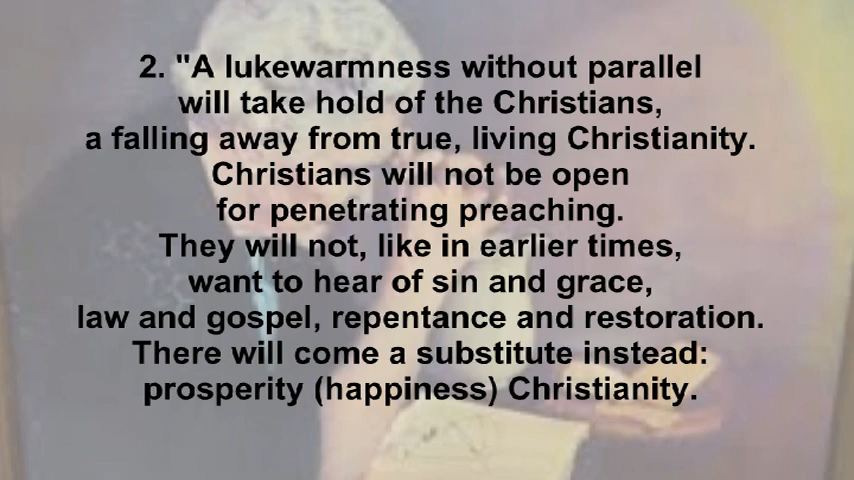 2. "A lukewarmness without parallel
will take hold of the Christians,
a falling away from true, living Christianity.
Christians will not be open
for penetrating preaching.
They will not, like in earlier times,
want to hear of sin and grace,
law and gospel, repentance and restoration.
There will come a substitute instead:
prosperity (happiness) Christianity.